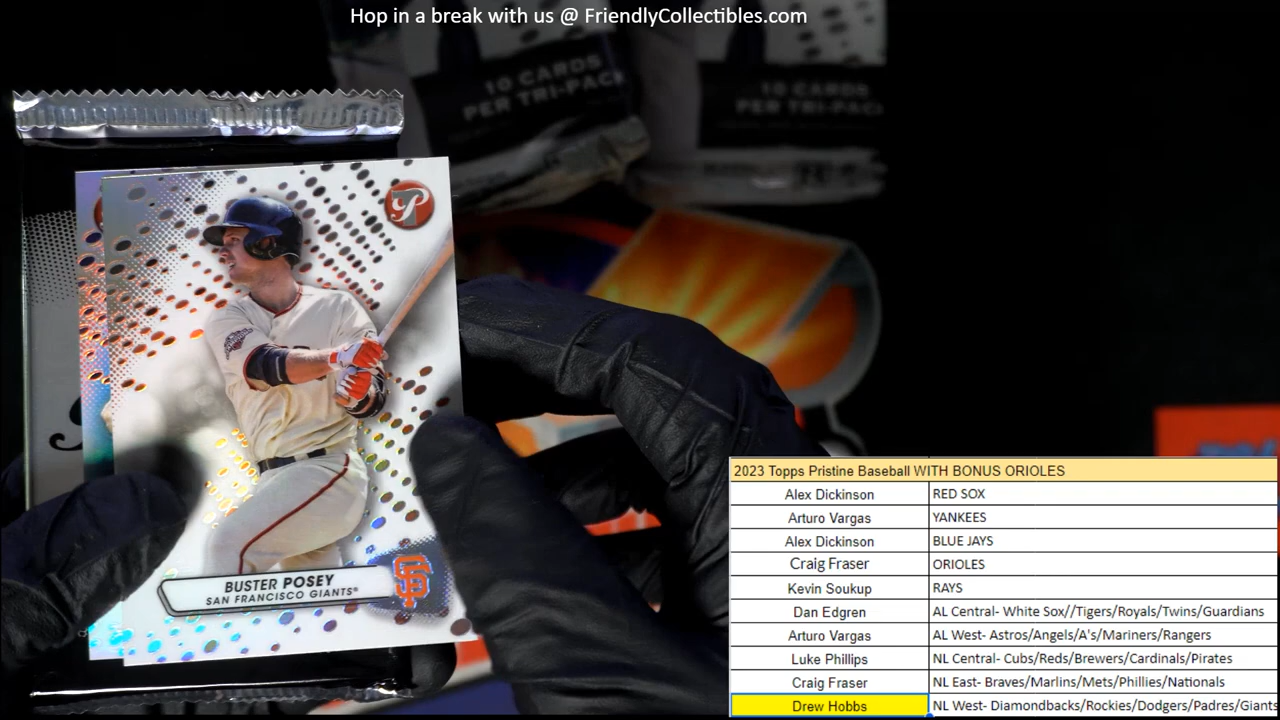 Hop in a break with us @ FriendlyCollectibles.com
10 CARDS
PER TRI-PACK
10 CARDS
PER TRI-PACK
P
BUSTER POSEY
SAN FRANCISCO GIANTS®
SF
2023 Topps Pristine Baseball WITH BONUS ORIOLES
Alex Dickinson RED SOX
Arturo Vargas YANKEES
Alex Dickinson BLUE JAYS
Craig Fraser ORIOLES
Kevin Soukup RAYS
Dan Edgren AL Central- White Sox//Tigers/Royals/Twins/Guardians
Arturo Vargas AL West- Astros/Angels/A's/Mariners/Rangers
Luke Phillips NL Central- Cubs/Reds/Brewers/Cardinals/Pirates
Craig Fraser NL East- Braves/Marlins/Mets/Phillies/Nationals
Drew Hobbs NL West- Diamondbacks/Rockies/Dodgers/Padres/Giants